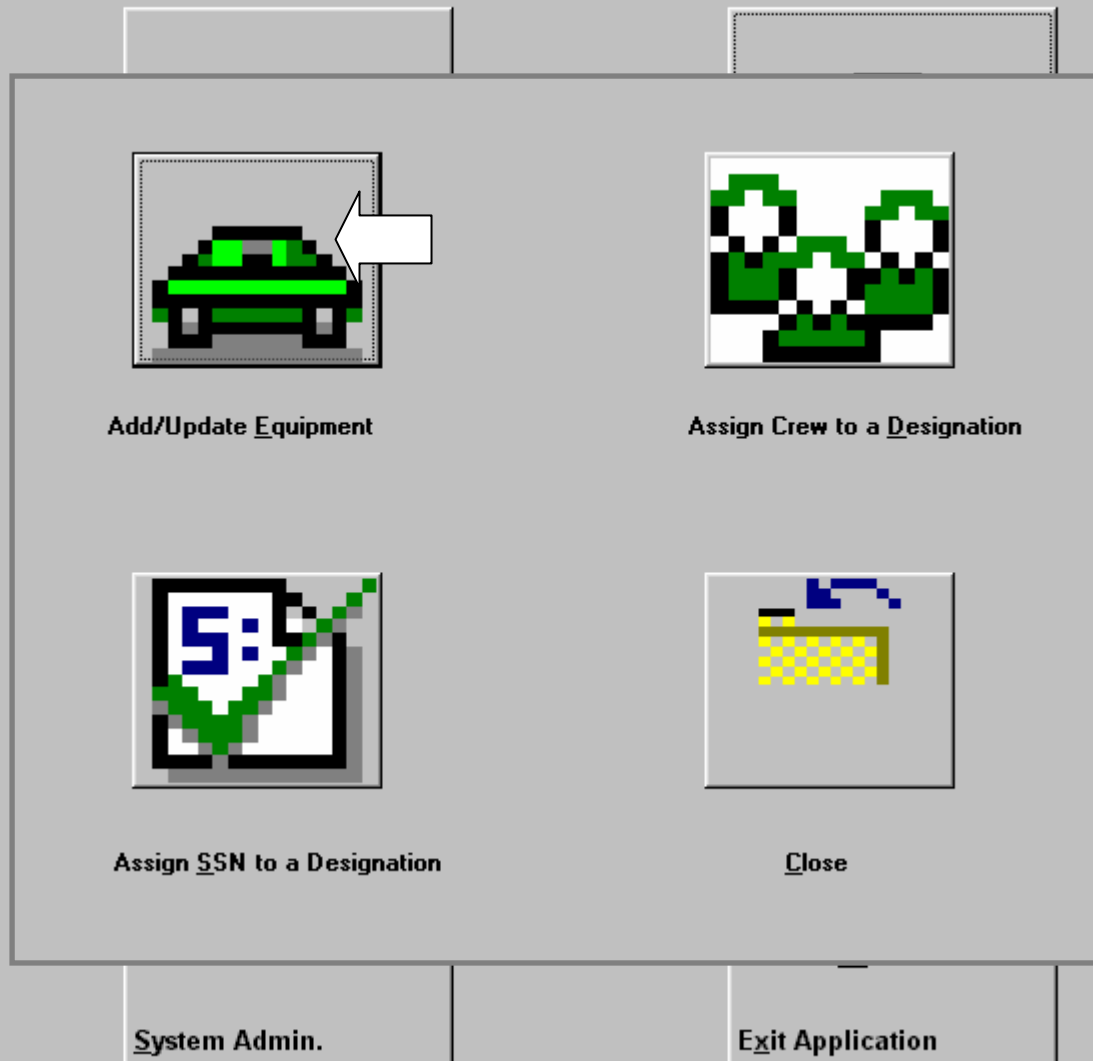 Add/Update Equipment
Assign Crew to a Designation
S:
Assign SSN to a Designation
Close
System Admin.
Exit Application